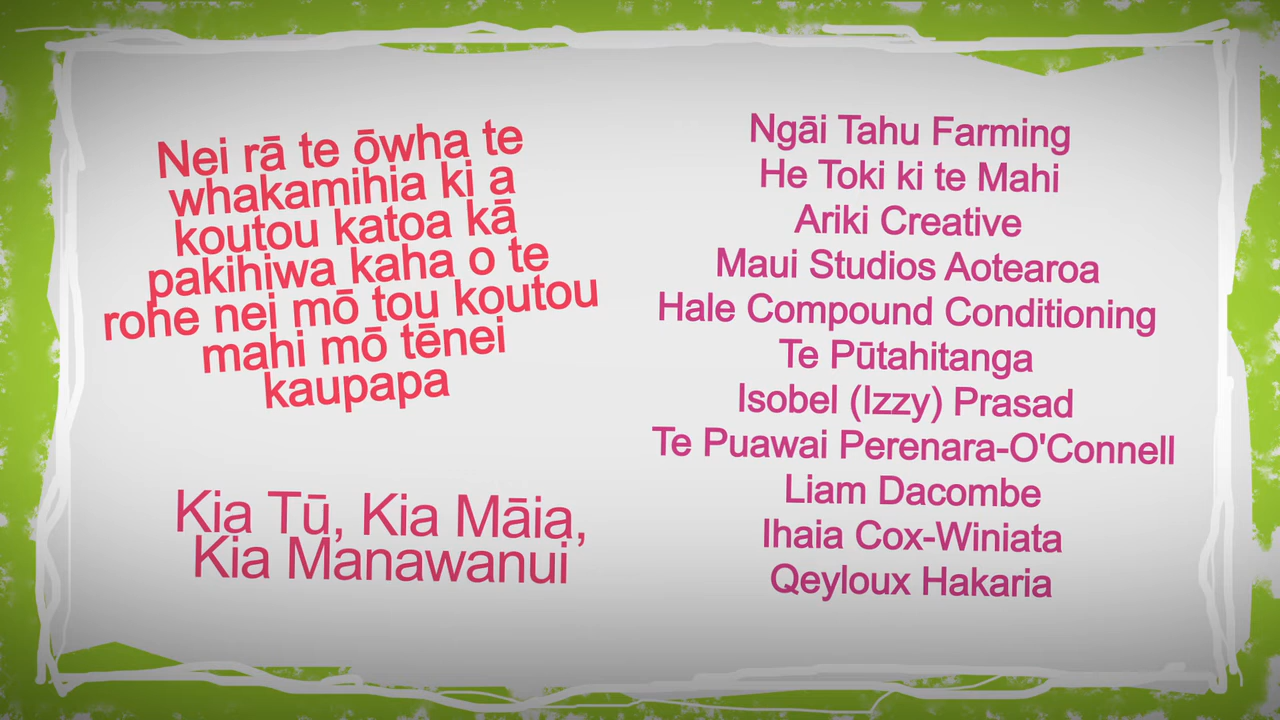 Nei rā te ōwha te
whakamihia ki a
koutou katoa kā
pakihiwa kaha o te
rohe nei mō tou koutou
mahi mō tēnei
kaupapa
Kia Tū, Kia Māia,
Kia Manawanui
Ngāi Tahu Farming
He Toki ki te Mahi
Ariki Creative
Maui Studios Aotearoa
Hale Compound Conditioning
Te Pūtahitanga
Isobel (Izzy) Prasad
Te Puawai Perenara-O'Connell
Liam Dacombe
Ihaia Cox-Winiata
Qeyloux Hakaria